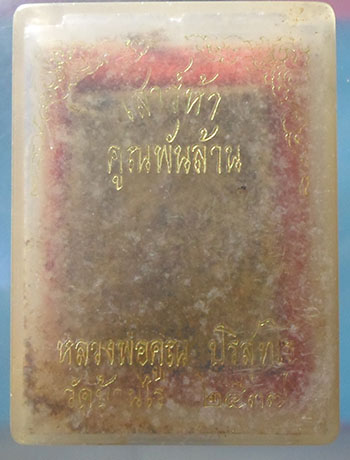 เสาร์ห้า
คูณพันล้าน
หลวงพ่อคูณ ปริสุทโธ
วัดบ้านไร่